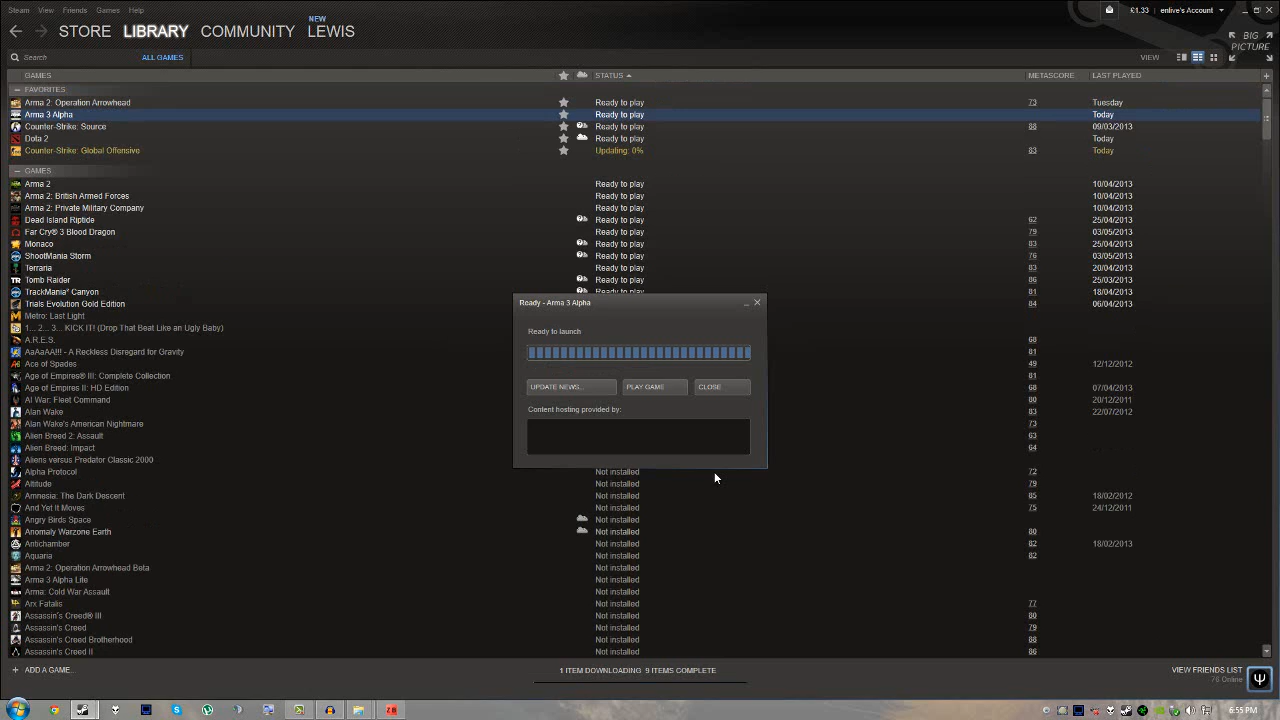 Steam View Friends Games Help
£1.33 enlive's Account
STORE LIBRARY COMMUNITY NEW LEWIS
BIG PICTURE
Search ALL GAMES VIEW
GAMES STATUS METASCORE LAST PLAYED
FAVORITES
Arma 2: Operation Arrowhead Ready to play 73 Tuesday
Arma 3 Alpha Ready to play Today
Counter-Strike: Source Ready to play 88 09/03/2013
Dota 2 Ready to play Today
Counter-Strike: Global Offensive Updating: 0% 83 Today
GAMES
Arma 2 Ready to play 10/04/2013
Arma 2: British Armed Forces Ready to play 10/04/2013
Arma 2: Private Military Company Ready to play 10/04/2013
Dead Island Riptide Ready to play 62 25/04/2013
Far Cry® 3 Blood Dragon Ready to play 79 03/05/2013
Monaco Ready to play 83 25/04/2013
ShootMania Storm Ready to play 76 03/05/2013
Terraria Ready to play 83 20/04/2013
Tomb Raider Ready to play 86 25/03/2013
TrackMania² Canyon Ready to play 81 18/04/2013
Trials Evolution Gold Edition 84 06/04/2013
Metro: Last Light
1... 2... 3... KICK IT! (Drop That Beat Like an Ugly Baby)
A.R.E.S. 68
AaAaAA!!! - A Reckless Disregard for Gravity 81
Ace of Spades 49 12/12/2012
Age of Empires® III: Complete Collection 81
Age of Empires II: HD Edition 68 07/04/2013
AI War: Fleet Command 80 20/12/2011
Alan Wake 83 22/07/2012
Alan Wake's American Nightmare 73
Alien Breed 2: Assault 63
Alien Breed: Impact 64
Aliens versus Predator Classic 2000
Alpha Protocol Not installed 72
Altitude Not installed 79
Amnesia: The Dark Descent Not installed 85 18/02/2012
And Yet It Moves Not installed 75 24/12/2011
Angry Birds Space Not installed
Anomaly Warzone Earth Not installed 80
Antichamber Not installed 82 18/02/2013
Aquaria Not installed 82
Arma 2: Operation Arrowhead Beta Not installed
Arma 3 Alpha Lite Not installed
Arma: Cold War Assault Not installed
Arx Fatalis Not installed 77
Assassin's Creed® III Not installed 80
Assassin's Creed Not installed 79
Assassin's Creed Brotherhood Not installed 88
Assassin's Creed II Not installed 86
Ready - Arma 3 Alpha
Ready to launch
UPDATE NEWS... PLAY GAME CLOSE
Content hosting provided by:
ADD A GAME... 1 ITEM DOWNLOADING 9 ITEMS COMPLETE VIEW FRIENDS LIST
76 Online
6:55 PM